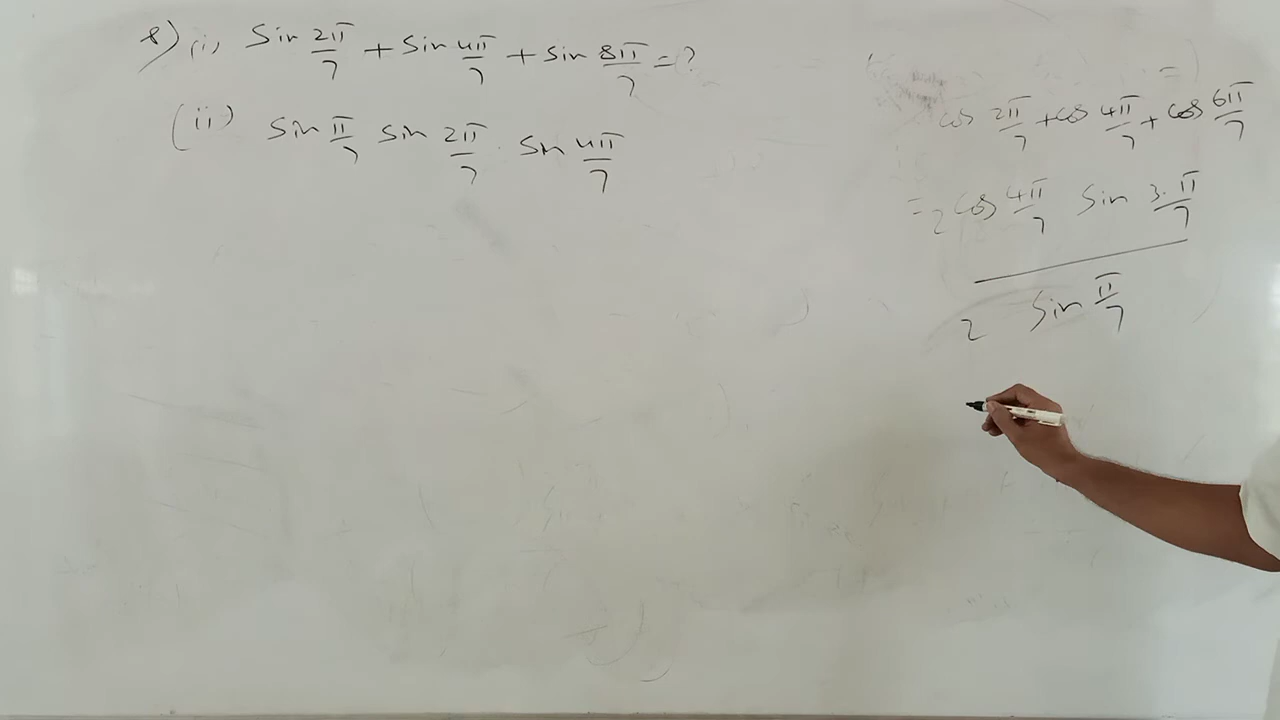 8) (i) Sin 2π/7 + Sin 4π/7 + Sin 8π/7 = ?
(ii) Sin π/7 Sin 2π/7 . Sin 4π/7
Cos 2π/7 + Cos 4π/7 + Cos 6π/7
= 2 Cos 4π/7 Sin 3.π/7
2 Sin π/7